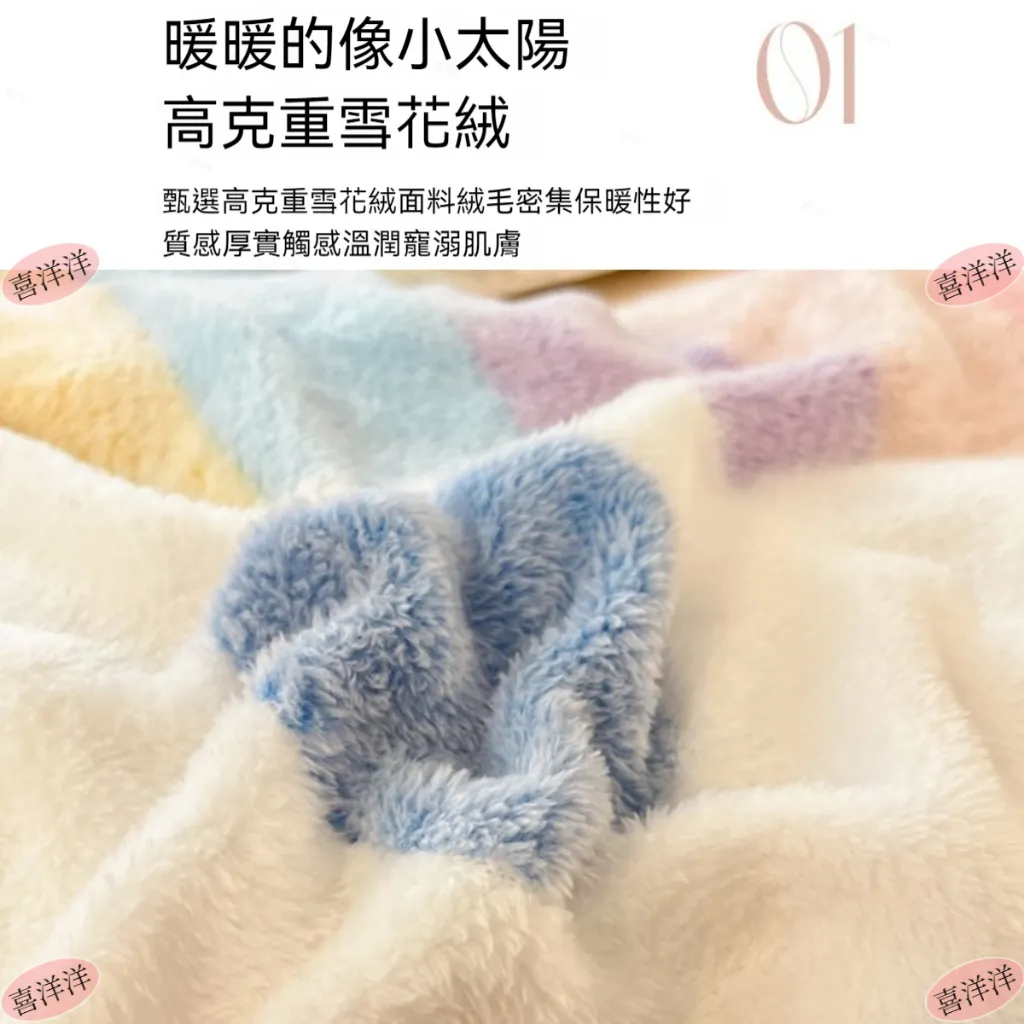 暖暖的像小太陽
01
高克重雪花絨
甄選高克重雪花絨面料絨毛密集保暖性好
質感厚實觸感溫潤寵溺肌膚
喜洋洋
喜洋洋
喜洋洋
喜洋洋